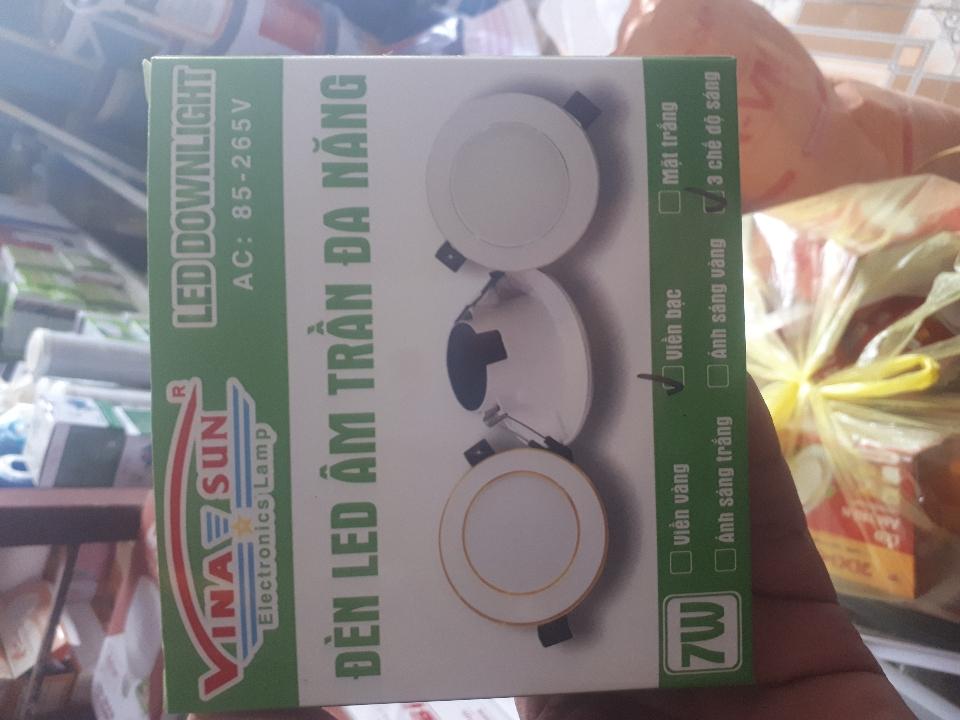 VINA SUN R
Electronics Lamp
LED DOWNLIGHT
AC: 85-265V
ĐÈN LED ÂM TRẦN ĐA NĂNG
7W
Viền vàng
Viền bạc
Mặt trắng
Ánh sáng trắng
Ánh sáng vàng
3 chế độ sáng